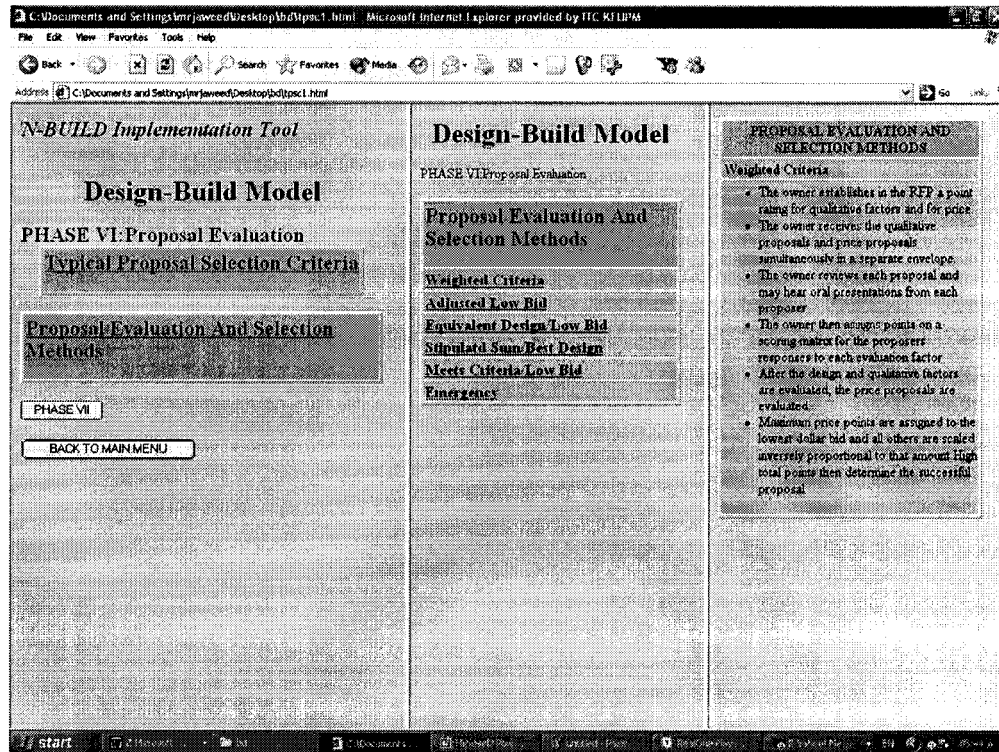 C:\Documents and Settings\mrjaweed\Desktop\bd\tpsc1.html Microsoft Internet Explorer provided by ITC KFUPM
File Edit View Favorites Tools Help
Back Search Favorites Media
Address C:\Documents and Settings\mrjaweed\Desktop\bd\tpsc1.html Go
'N-BUILD Implementation Tool
Design-Build Model
PHASE VI:Proposal Evaluation
Typical Proposal Selection Criteria
Proposal Evaluation And Selection
Methods
PHASE VII
BACK TO MAIN MENU
Design-Build Model
PHASE VI:Proposal Evaluation
Proposal Evaluation And
Selection Methods
Weighted Criteria
Adjusted Low Bid
Equivalent Design/Low Bid
Stipulatd Sum/Best Design
Meets Criteria/Low Bid
Emergency
PROPOSAL EVALUATION AND
SELECTION METHODS
Weighted Criteria
• The owner establishes in the RFP a point
rating for qualitative factors and for price
• The owner receives the qualitative
proposals and price proposals
simultaneously in a separate envelope.
• The owner reviews each proposal and
may hear oral presentations from each
proposer
• The owner then assigns points on a
scoring matrix for the proposers
responses to each evaluation factor
• After the design and qualitative factors
are evaluated, the price proposals are
evaluated.
• Maximum price points are assigned to the
lowest dollar bid and all others are scaled
inversely proportional to that amount High
total points then determine the successful
proposal
start